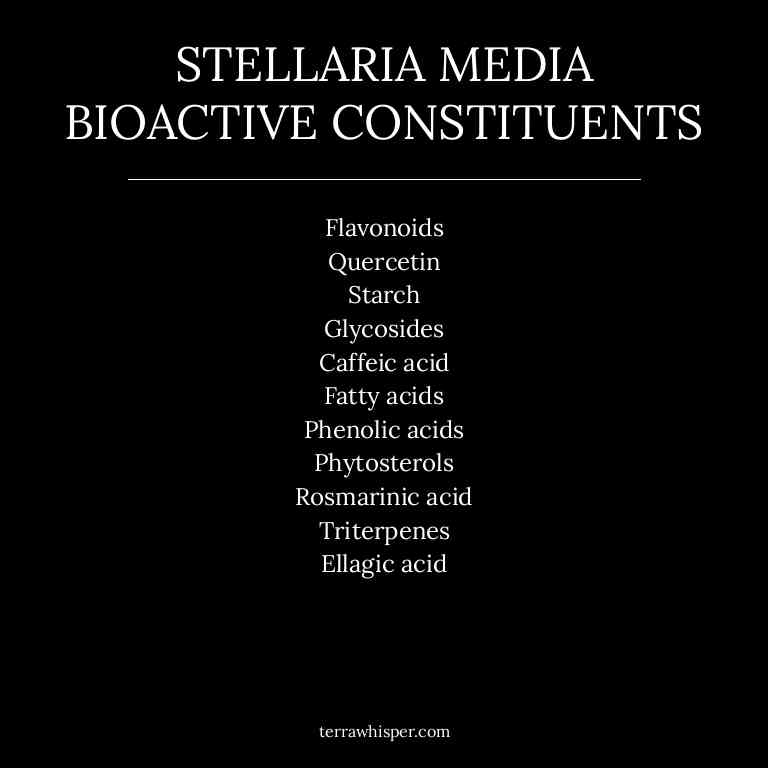 STELLARIA MEDIA
BIOACTIVE CONSTITUENTS
Flavonoids
Quercetin
Starch
Glycosides
Caffeic acid
Fatty acids
Phenolic acids
Phytosterols
Rosmarinic acid
Triterpenes
Ellagic acid
terrawhisper.com